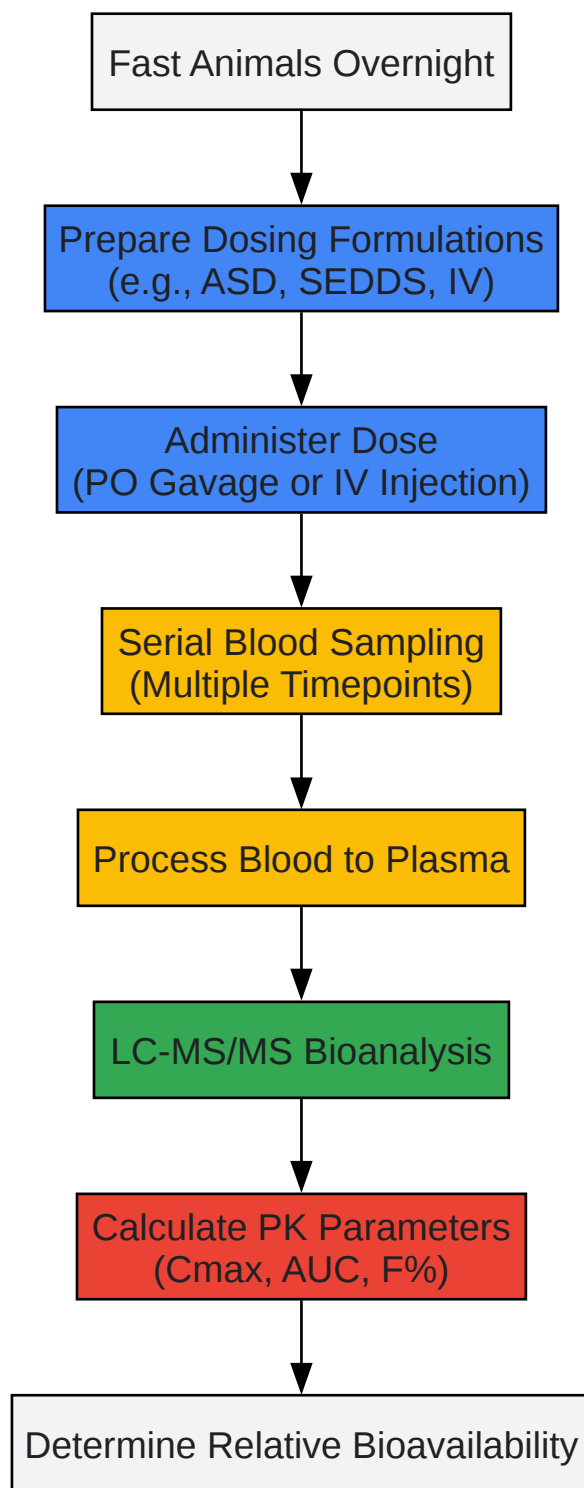 Fast Animals Overnight
Prepare Dosing Formulations
(e.g., ASD, SEDDS, IV)
Administer Dose
(PO Gavage or IV Injection)
Serial Blood Sampling
(Multiple Timepoints)
Process Blood to Plasma
LC-MS/MS Bioanalysis
Calculate PK Parameters
(Cmax, AUC, F%)
Determine Relative Bioavailability